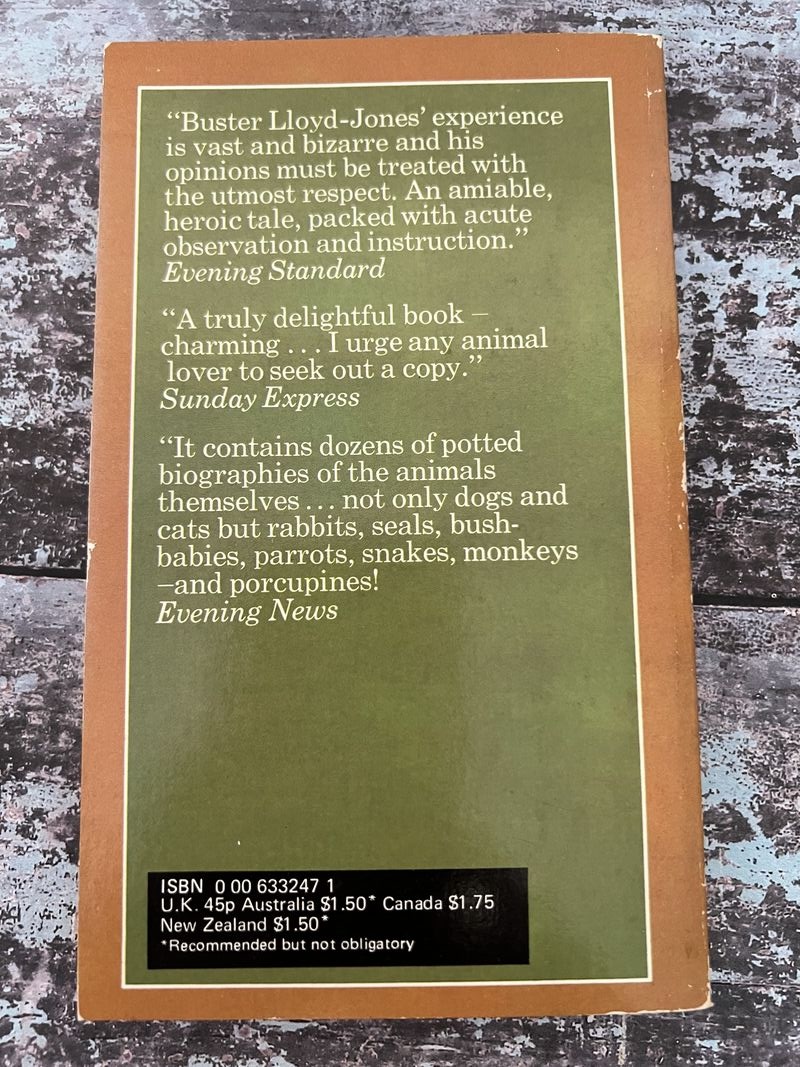 “Buster Lloyd-Jones’ experience
is vast and bizarre and his
opinions must be treated with
the utmost respect. An amiable,
heroic tale, packed with acute
observation and instruction.”
Evening Standard
“A truly delightful book –
charming . . . I urge any animal
lover to seek out a copy.”
Sunday Express
“It contains dozens of potted
biographies of the animals
themselves . . . not only dogs and
cats but rabbits, seals, bush-
babies, parrots, snakes, monkeys
–and porcupines!
Evening News
ISBN 0 00 633247 1
U.K. 45p Australia $1.50* Canada $1.75
New Zealand $1.50*
*Recommended but not obligatory